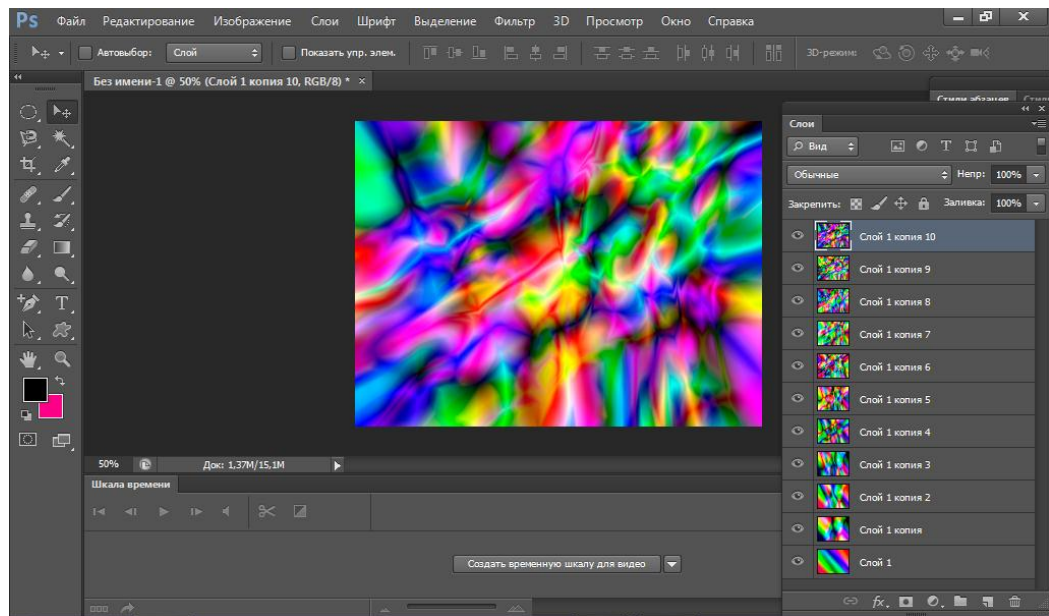 Ps Файл Редактирование Изображение Слои Шрифт Выделение Фильтр 3D Просмотр Окно Справка
Автовыбор: Слой Показать упр. элем. 3D-режим:
Без имени-1 @ 50% (Слой 1 копия 10, RGB/8) * ×
Стили абзацев
Слои
Вид
Обычные Непр: 100%
Закрепить: Заливка: 100%
Слой 1 копия 10
Слой 1 копия 9
Слой 1 копия 8
Слой 1 копия 7
Слой 1 копия 6
Слой 1 копия 5
Слой 1 копия 4
Слой 1 копия 3
Слой 1 копия 2
Слой 1 копия
Слой 1
fx
50% Док: 1,37M/15,1M
Шкала времени
Создать временную шкалу для видео